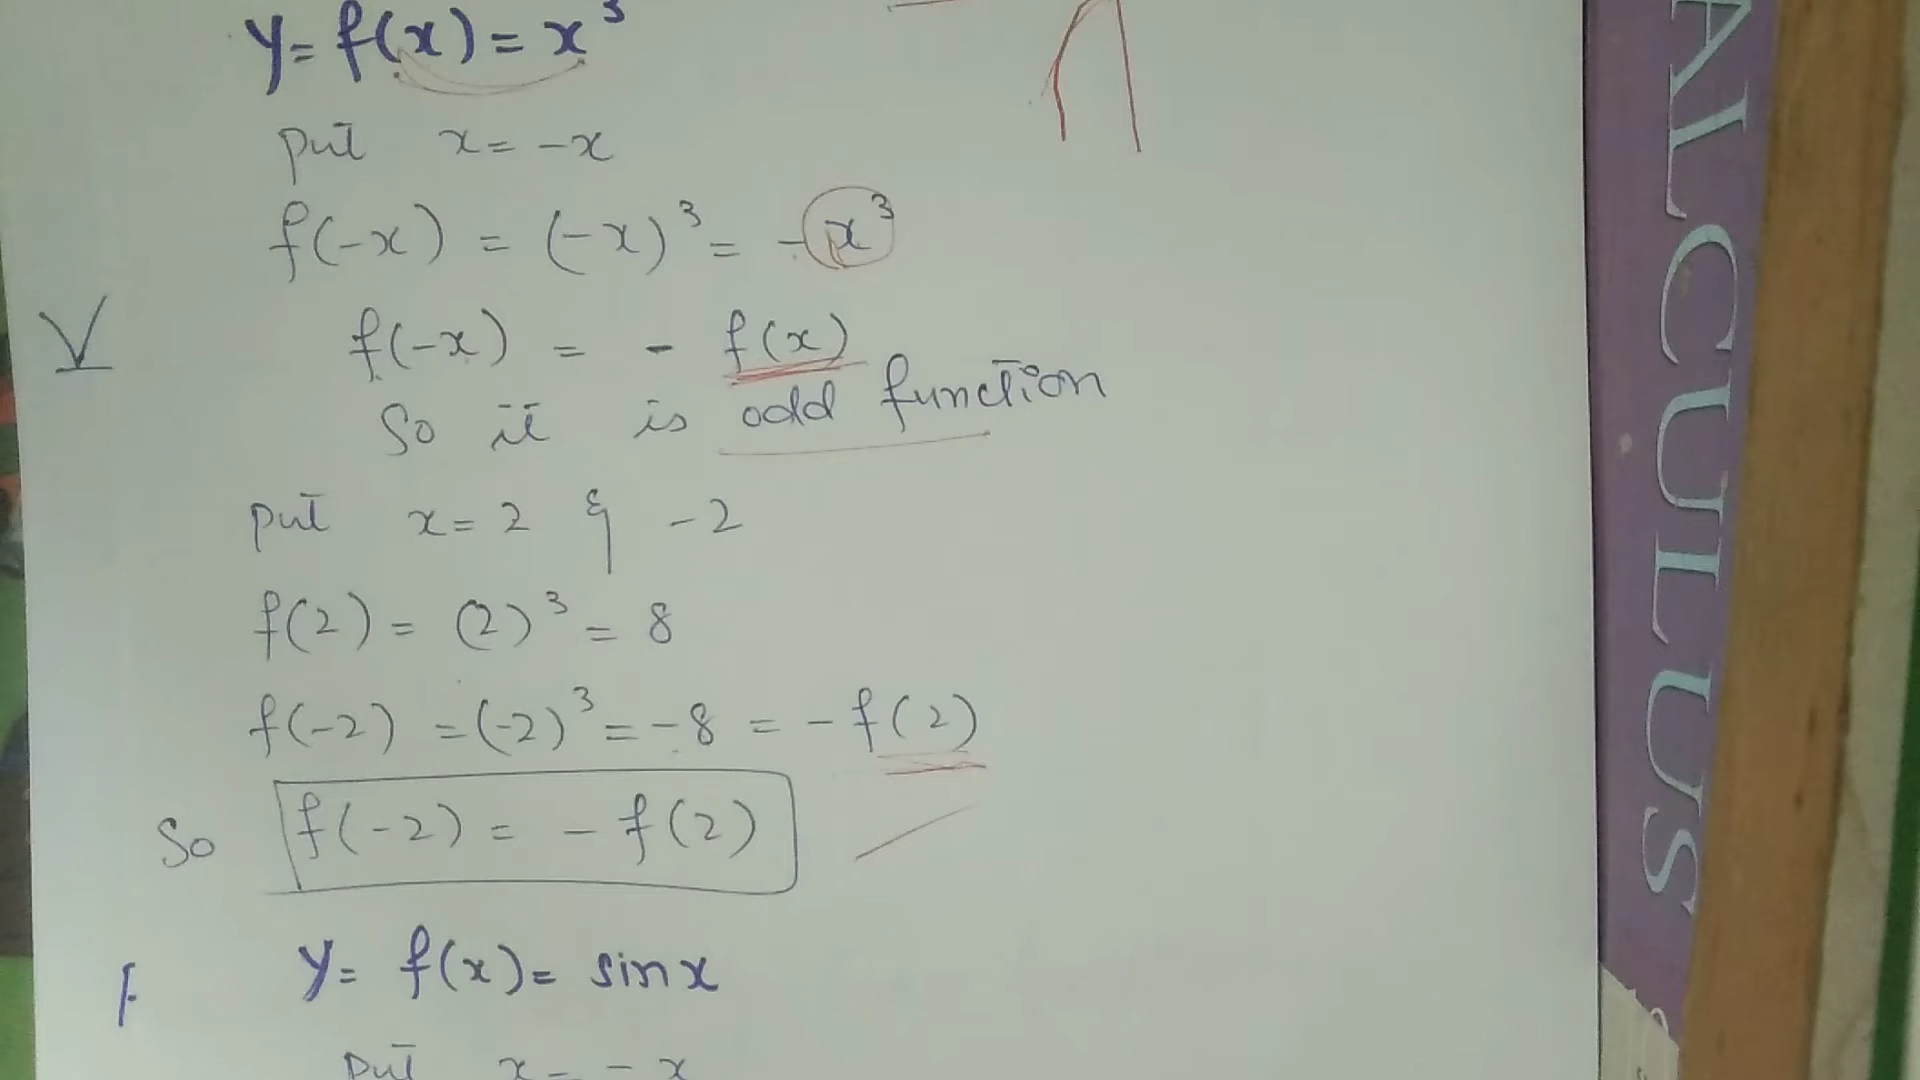 y = f(x) = x³
put x = -x
f(-x) = (-x)³ = -x³
V
f(-x) = - f(x)
So it is odd function
put x = 2 & -2
f(2) = (2)³ = 8
f(-2) = (-2)³ = -8 = -f(2)
So f(-2) = - f(2)
y = f(x) = sin x
put x = - x
ALCULUS